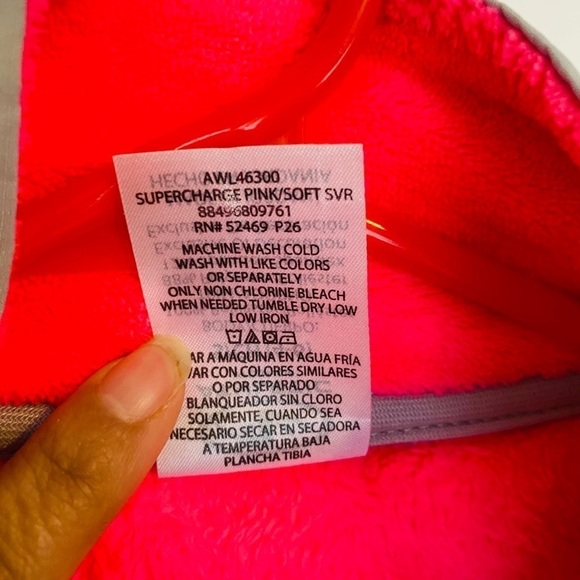 AWL46300
SUPERCHARGE PINK/SOFT SVR
88496809761
RN# 52469 P26
MACHINE WASH COLD
WASH WITH LIKE COLORS
OR SEPARATELY
ONLY NON CHLORINE BLEACH
WHEN NEEDED TUMBLE DRY LOW
LOW IRON
AR A MÁQUINA EN AGUA FRÍA
VAR CON COLORES SIMILARES
O POR SEPARADO
BLANQUEADOR SIN CLORO
SOLAMENTE, CUANDO SEA
NECESARIO SECAR EN SECADORA
A TEMPERATURA BAJA
PLANCHA TIBIA